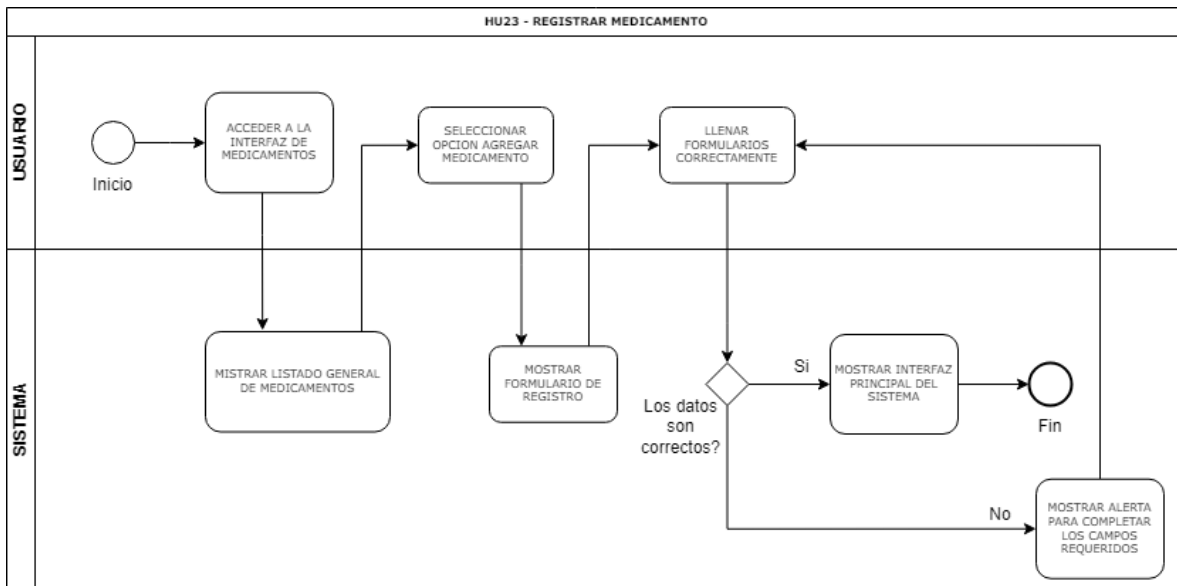 HU23 - REGISTRAR MEDICAMENTO
USUARIO
Inicio
ACCEDER A LA
INTERFAZ DE
MEDICAMENTOS
SELECCIONAR
OPCION AGREGAR
MEDICAMENTO
LLENAR
FORMULARIOS
CORRECTAMENTE
SISTEMA
MISTRAR LISTADO GENERAL
DE MEDICAMENTOS
MOSTRAR
FORMULARIO DE
REGISTRO
Los datos
son
correctos?
Si
MOSTRAR INTERFAZ
PRINCIPAL DEL
SISTEMA
Fin
No
MOSTRAR ALERTA
PARA COMPLETAR
LOS CAMPOS
REQUERIDOS